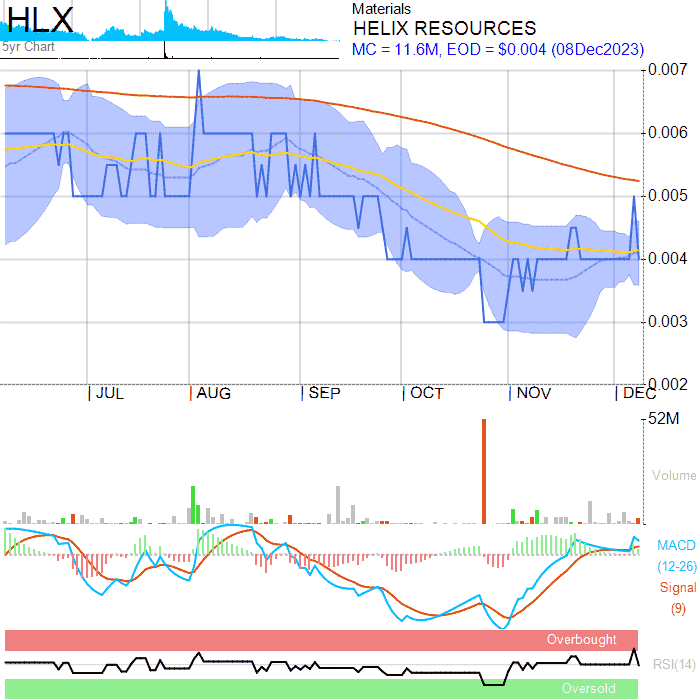 HLX
5yr Chart
Materials
HELIX RESOURCES
MC = 11.6M, EOD = $0.004 (08Dec2023)
0.007
0.006
0.005
0.004
0.003
0.002
JUL AUG SEP OCT NOV DEC
52M
Volume
MACD
(12-26)
Signal
(9)
Overbought
RSI(14)
Oversold